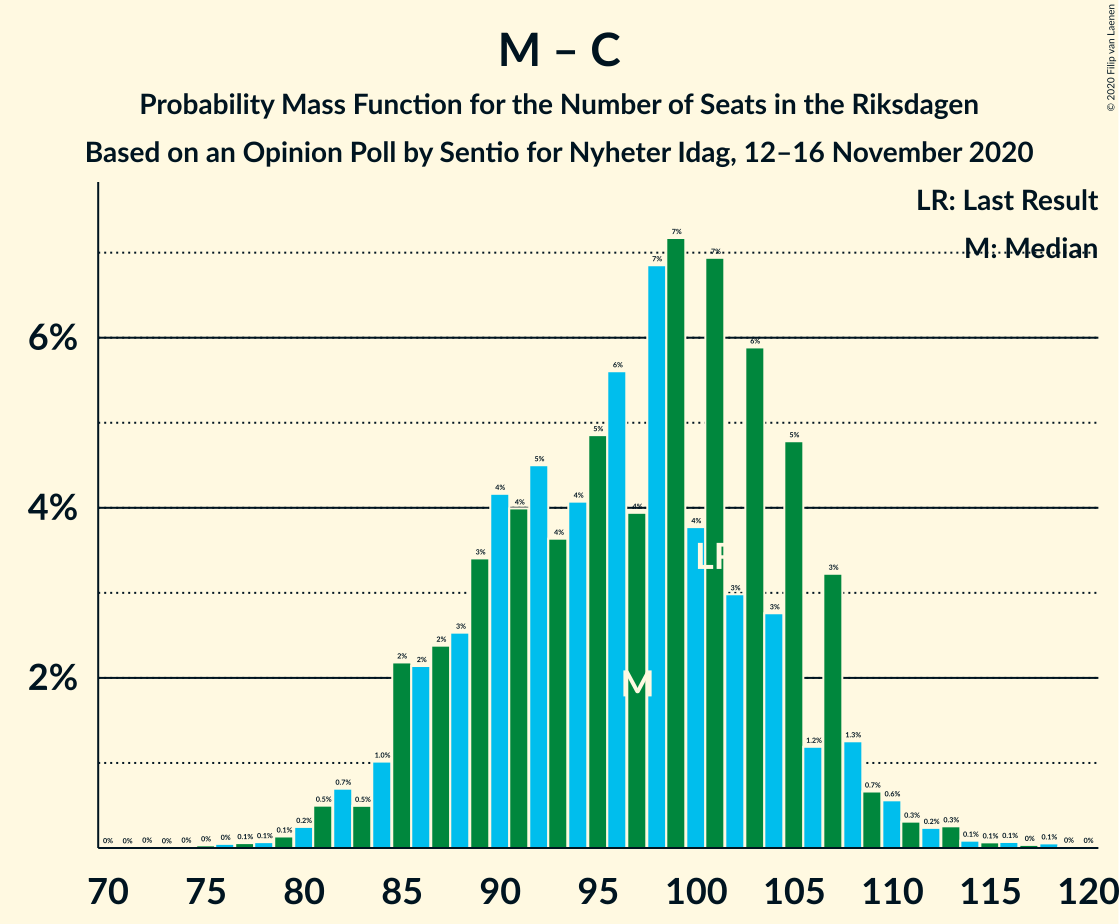 M – C
Probability Mass Function for the Number of Seats in the Riksdagen
Based on an Opinion Poll by Sentio for Nyheter Idag, 12–16 November 2020
© 2020 Filip van Laenen
LR: Last Result
M: Median
6%
4%
2%
0% 0% 0% 0% 0% 0% 0% 0.1% 0.1% 0.1% 0.2% 0.5% 0.7% 0.5% 1.0% 2% 2% 2% 3% 3% 4% 4% 5% 4% 4% 5% 6% 4% 7% 7% 4% 7% 3% 6% 3% 5% 1.2% 3% 1.3% 0.7% 0.6% 0.3% 0.2% 0.3% 0.1% 0.1% 0.1% 0% 0.1% 0% 0%
LR
M
70 75 80 85 90 95 100 105 110 115 120